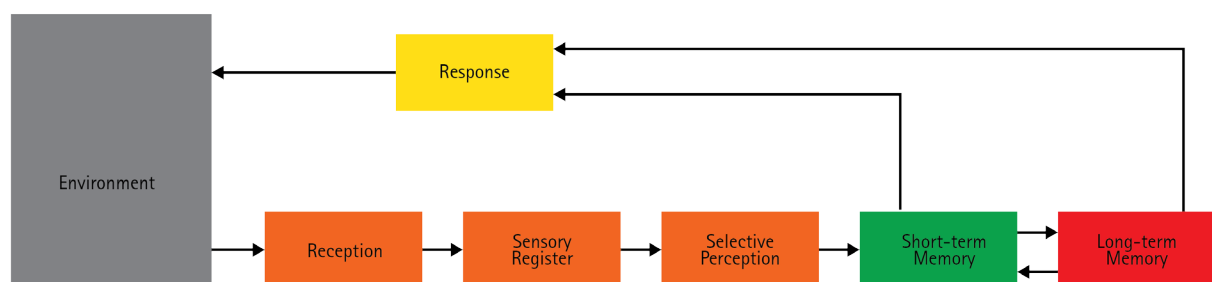 Response
Environment
Reception
Sensory
Register
Selective
Perception
Short-term
Memory
Long-term
Memory